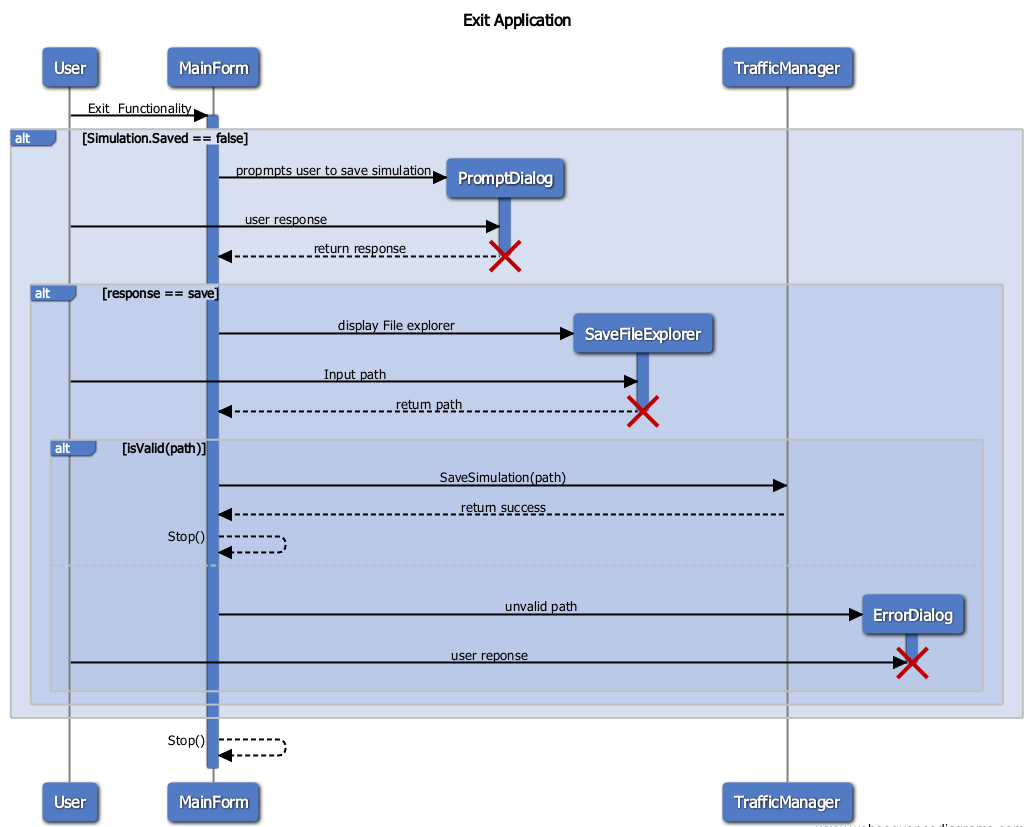 Exit Application
User
MainForm
TrafficManager
Exit Functionality
alt
[Simulation.Saved == false]
propmpts user to save simulation
PromptDialog
user response
return response
alt
[response == save]
display File explorer
SaveFileExplorer
Input path
return path
alt
[isValid(path)]
SaveSimulation(path)
return success
Stop()
unvalid path
ErrorDialog
user reponse
Stop()
User
MainForm
TrafficManager